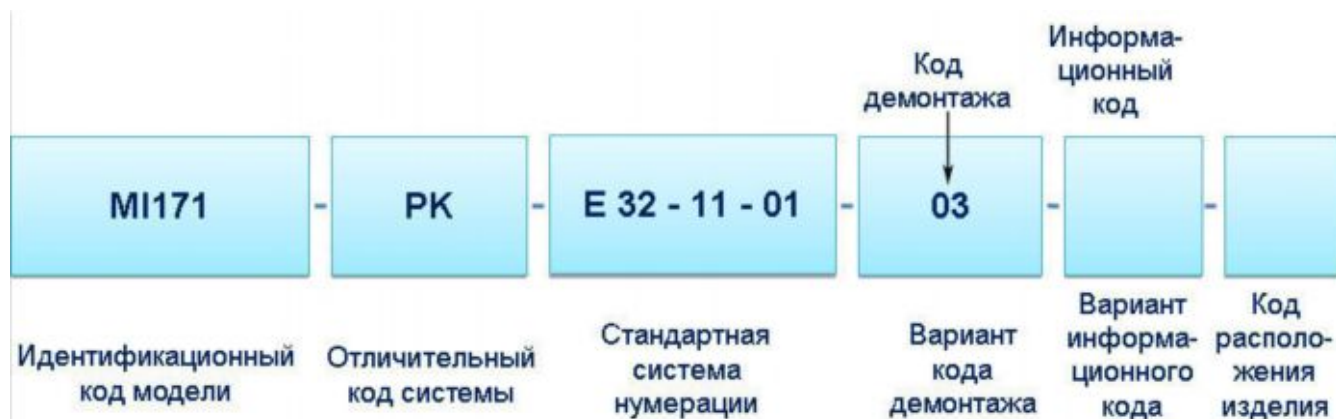 Информа-
ционный
код
Код
демонтажа
MI171 - PK - E 32 - 11 - 01 - 03 - -
Идентификационный
код модели
Отличительный
код системы
Стандартная
система
нумерации
Вариант
кода
демонтажа
Вариант
информа-
ционного
кода
Код
располо-
жения
изделия